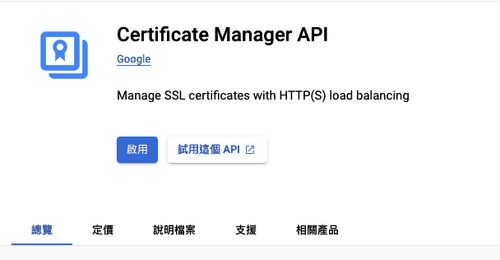 Certificate Manager API
Google
Manage SSL certificates with HTTP(S) load balancing
啟用 試用這個 API
總覽 定價 說明檔案 支援 相關產品